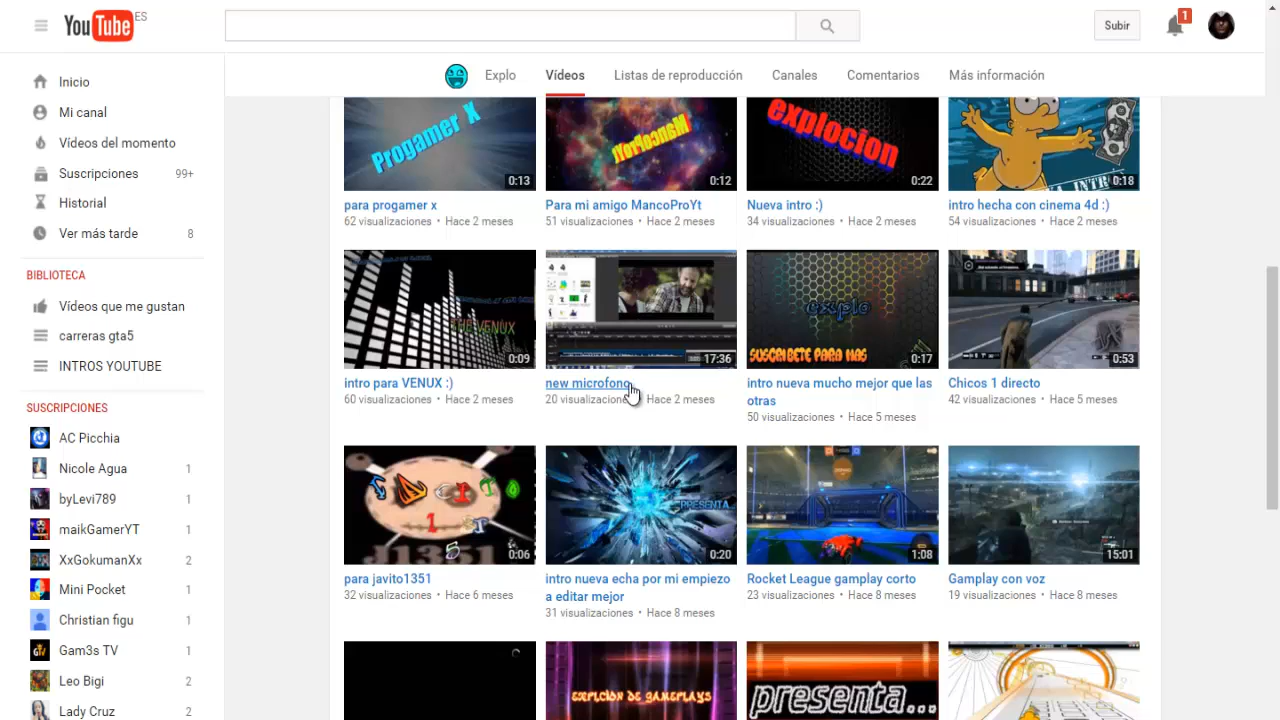 YouTube ES
Subir
1
Explo
Vídeos
Listas de reproducción
Canales
Comentarios
Más información
Inicio
Mi canal
Vídeos del momento
Suscripciones 99+
Historial
Ver más tarde 8
BIBLIOTECA
Vídeos que me gustan
carreras gta5
INTROS YOUTUBE
SUSCRIPCIONES
AC Picchia
Nicole Agua 1
byLevi789 1
maikGamerYT 1
XxGokumanXx 2
Mini Pocket 1
Christian figu 1
Gam3s TV 1
Leo Bigi 2
Lady Cruz 2
Progamer X
0:13
para progamer x
62 visualizaciones • Hace 2 meses
MancoProYT
0:12
Para mi amigo MancoProYt
51 visualizaciones • Hace 2 meses
explocion
0:22
Nueva intro :)
34 visualizaciones • Hace 2 meses
0:18
intro hecha con cinema 4d :)
54 visualizaciones • Hace 2 meses
THE VENUX
0:09
intro para VENUX :)
60 visualizaciones • Hace 2 meses
17:36
new microfono
20 visualizaciones • Hace 2 meses
explo
SUSCRIBETE PARA MAS
0:17
intro nueva mucho mejor que las
otras
50 visualizaciones • Hace 5 meses
0:53
Chicos 1 directo
42 visualizaciones • Hace 5 meses
J1351
0:06
para javito1351
32 visualizaciones • Hace 6 meses
PRESENTA
0:20
intro nueva echa por mi empiezo
a editar mejor
31 visualizaciones • Hace 8 meses
1:08
Rocket League gamplay corto
23 visualizaciones • Hace 8 meses
15:01
Gamplay con voz
19 visualizaciones • Hace 8 meses
EXPLCIÓN DE GAMEPLAYS
presenta...